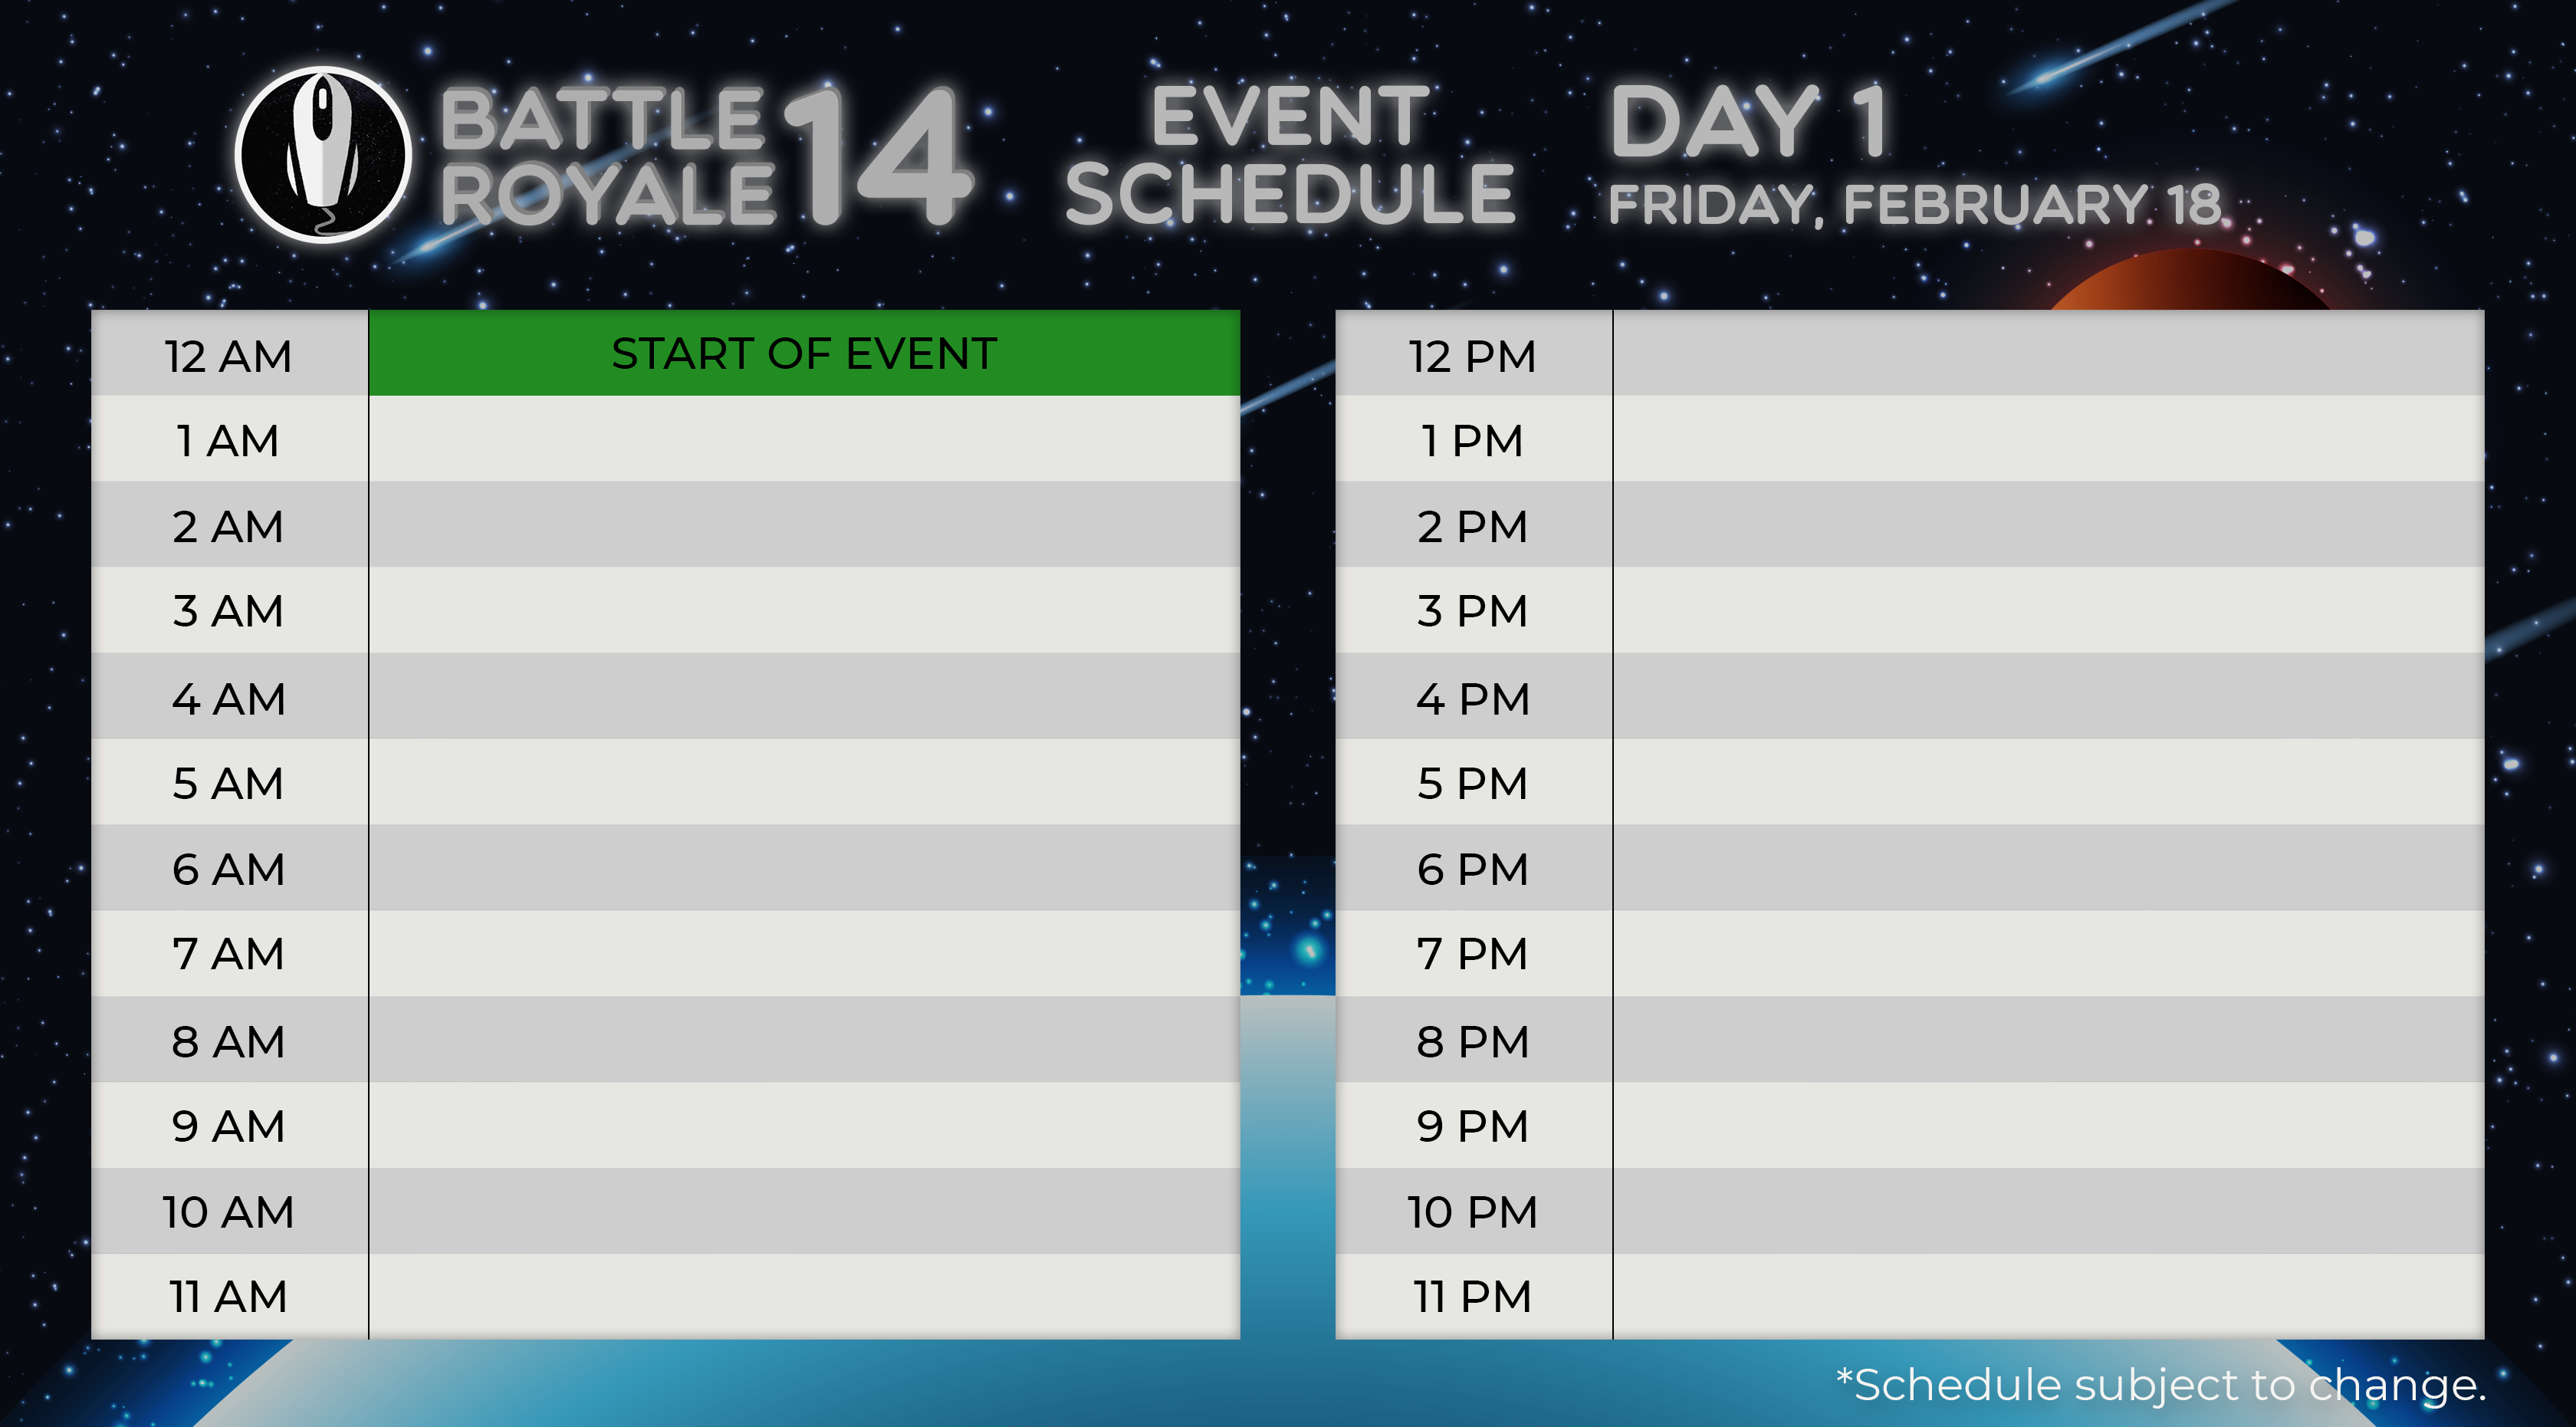 BATTLE
ROYALE 14
EVENT
SCHEDULE
DAY 1
FRIDAY, FEBRUARY 18
12 AM START OF EVENT
1 AM
2 AM
3 AM
4 AM
5 AM
6 AM
7 AM
8 AM
9 AM
10 AM
11 AM
12 PM
1 PM
2 PM
3 PM
4 PM
5 PM
6 PM
7 PM
8 PM
9 PM
10 PM
11 PM
*Schedule subject to change.